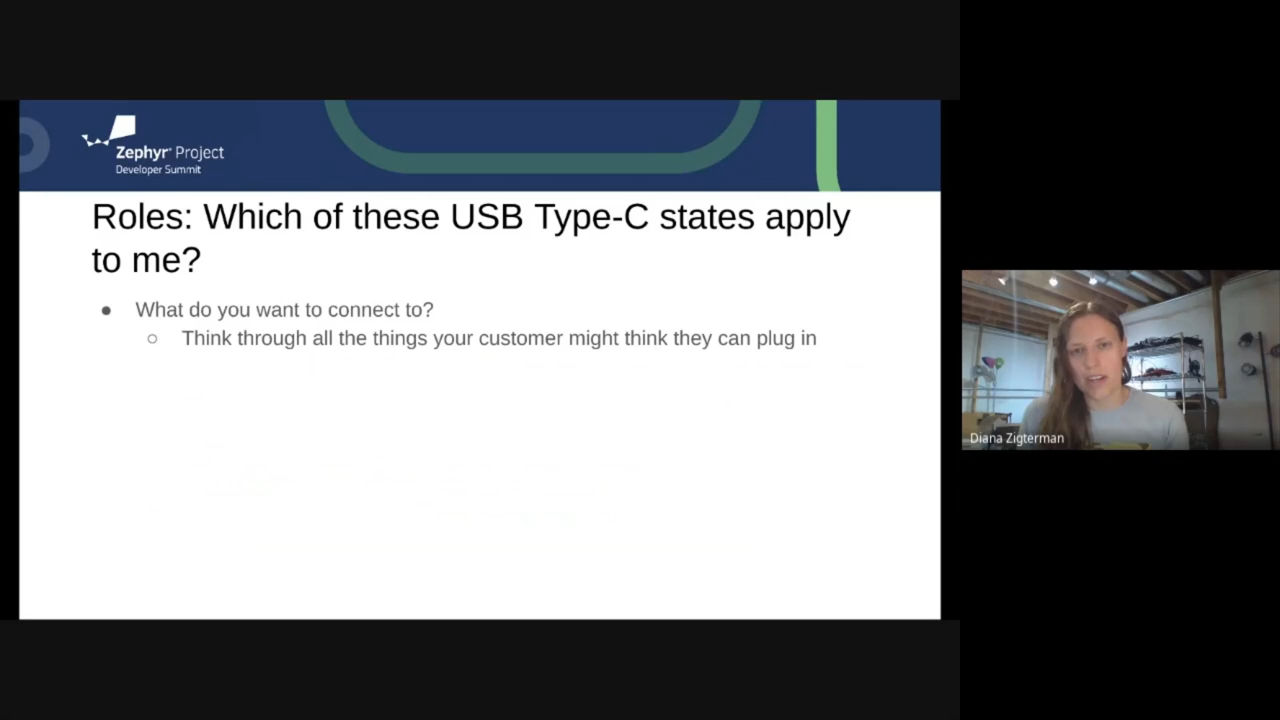 Zephyr® Project
Developer Summit
Roles: Which of these USB Type-C states apply
to me?
● What do you want to connect to?
○ Think through all the things your customer might think they can plug in
Diana Zigterman